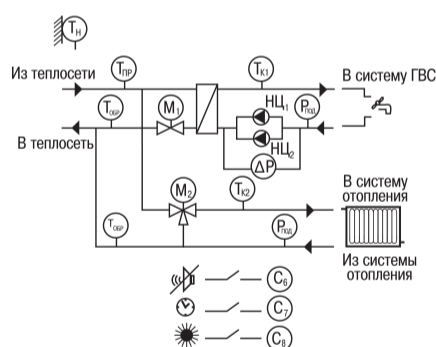 Tн
Из теплосети
Tпр
Tк1
В систему ГВС
Tобр
M1
НЦ1
Pпод
В теплосеть
НЦ2
ΔP
M2
Tк2
В систему
отопления
Tобр
Pпод
Из системы
отопления
C6
C7
C8